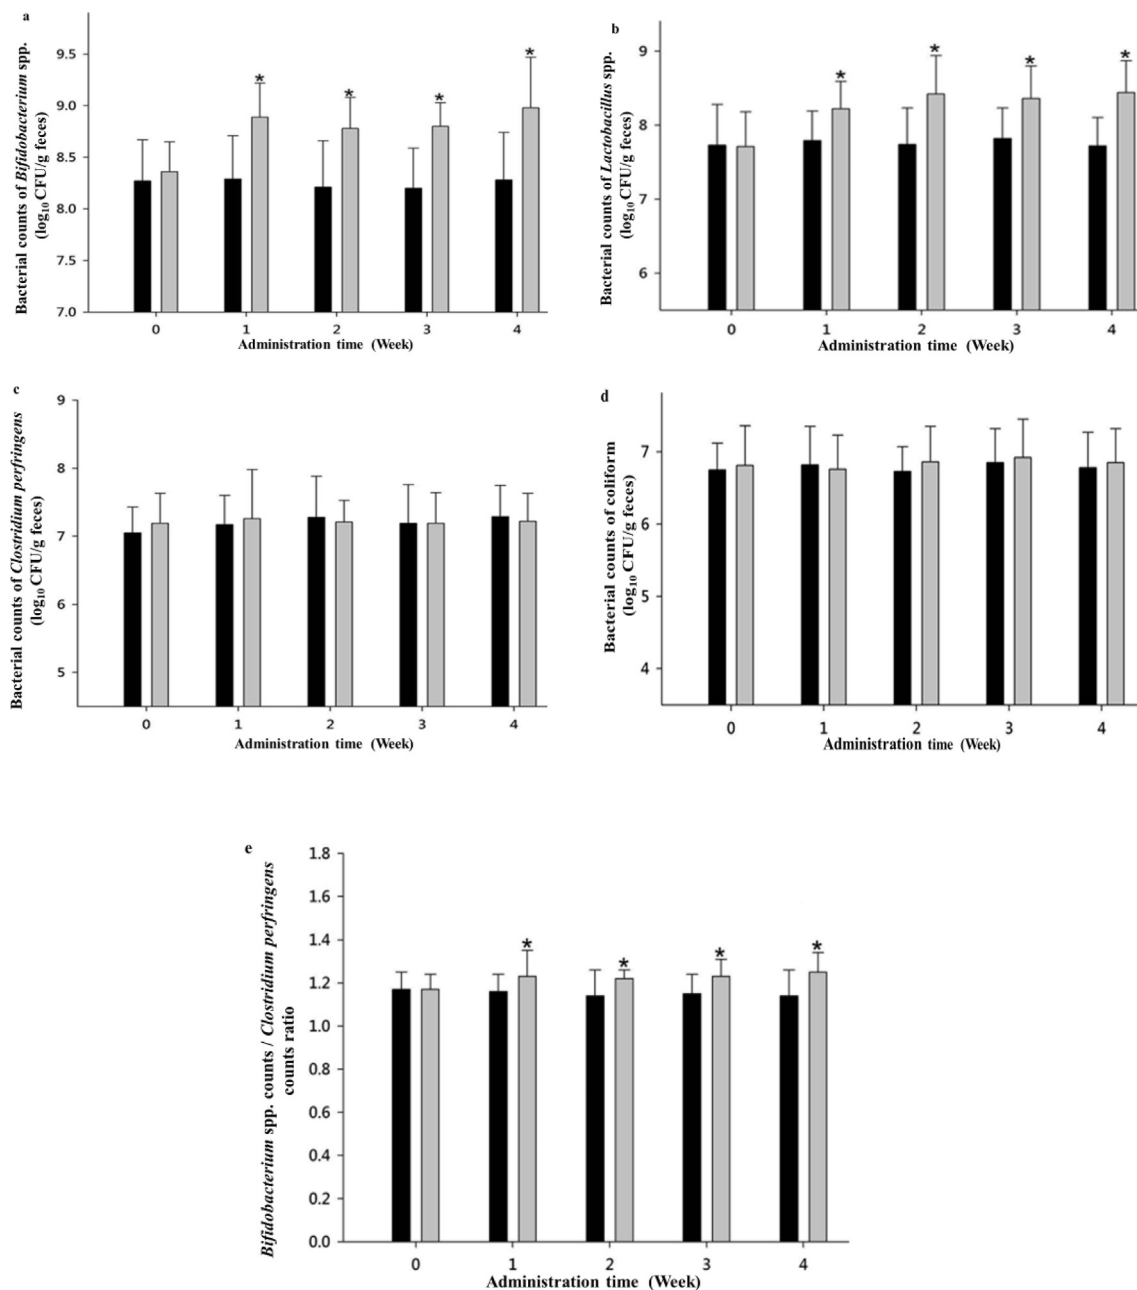 a
Bacterial counts of Bifidobacterium spp.
(log10 CFU/g feces)
9.5
9.0
8.5
8.0
7.5
7.0
* * * *
0 1 2 3 4
Administration time (Week)
b
Bacterial counts of Lactobacillus spp.
(log10 CFU/g feces)
9
8
7
6
* * * *
0 1 2 3 4
Administration time (Week)
c
Bacterial counts of Clostridium perfringens
(log10 CFU/g feces)
9
8
7
6
5
0 1 2 3 4
Administration time (Week)
d
Bacterial counts of coliform
(log10 CFU/g feces)
7
6
5
4
0 1 2 3 4
Administration time (Week)
e
Bifidobacterium spp. counts / Clostridium perfringens
counts ratio
1.8
1.6
1.4
1.2
1.0
0.8
0.6
0.4
0.2
0.0
* * * *
0 1 2 3 4
Administration time (Week)